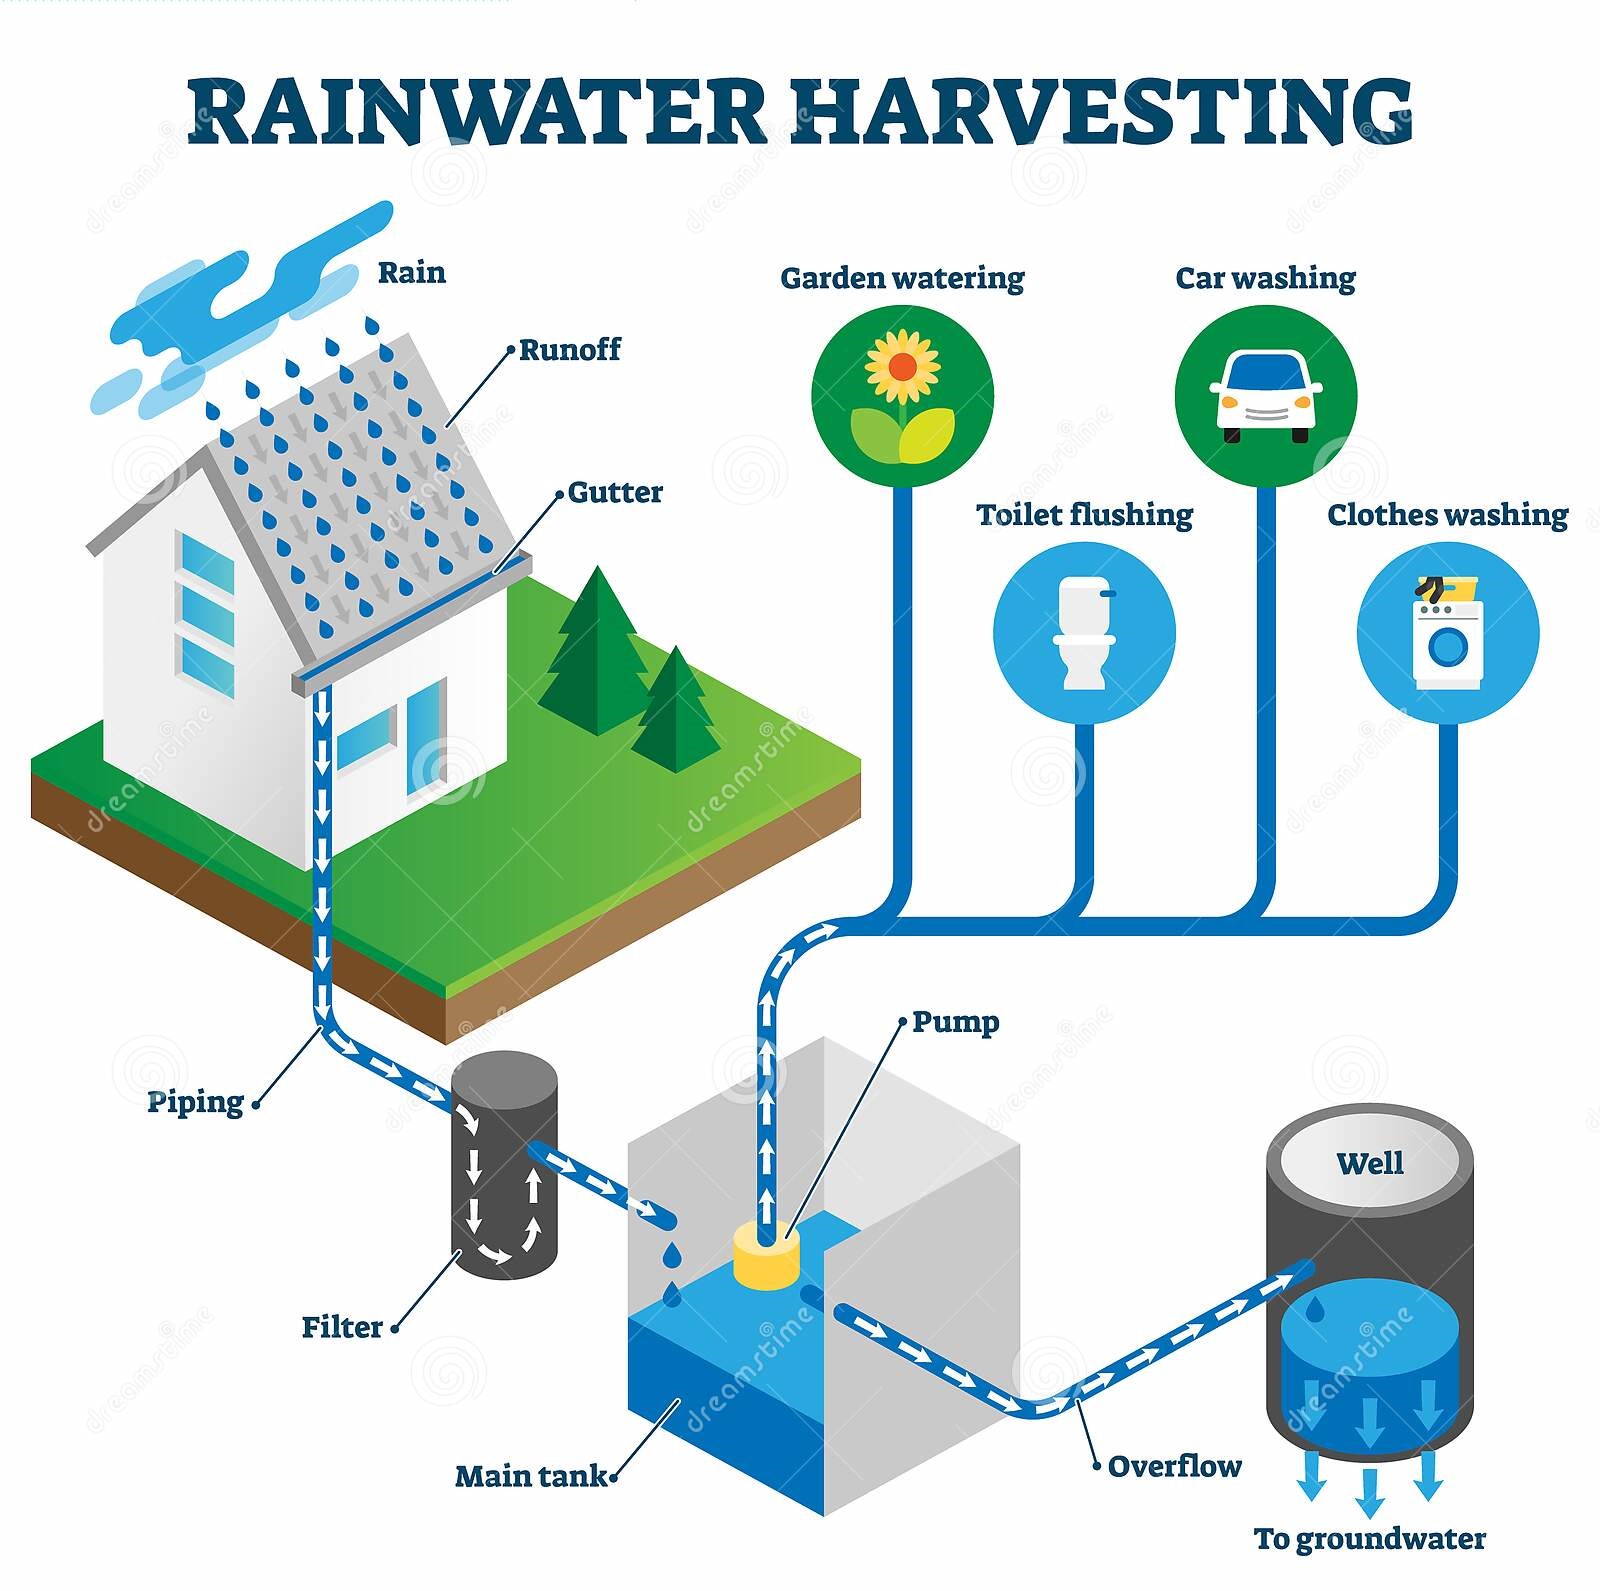 RAINWATER HARVESTING
Rain
Runoff
Gutter
Garden watering
Car washing
Toilet flushing
Clothes washing
Pump
Piping
Well
Filter
Main tank
Overflow
To groundwater
dreamstime